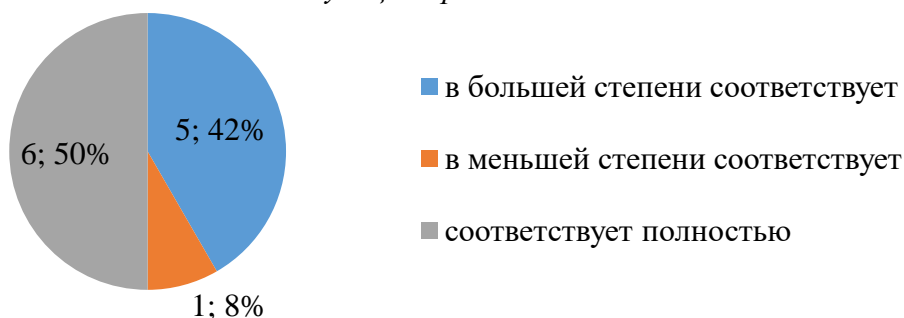 в большей степени соответствует
5; 42%
6; 50%
в меньшей степени соответствует
соответствует полностью
1; 8%